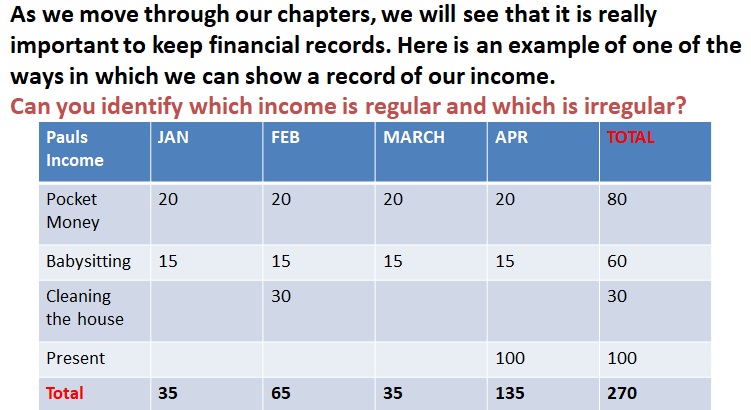 As we move through our chapters, we will see that it is really
important to keep financial records. Here is an example of one of the
ways in which we can show a record of our income.
Can you identify which income is regular and which is irregular?
Pauls Income JAN FEB MARCH APR TOTAL
Pocket Money 20 20 20 20 80
Babysitting 15 15 15 15 60
Cleaning the house 30 30
Present 100 100
Total 35 65 35 135 270